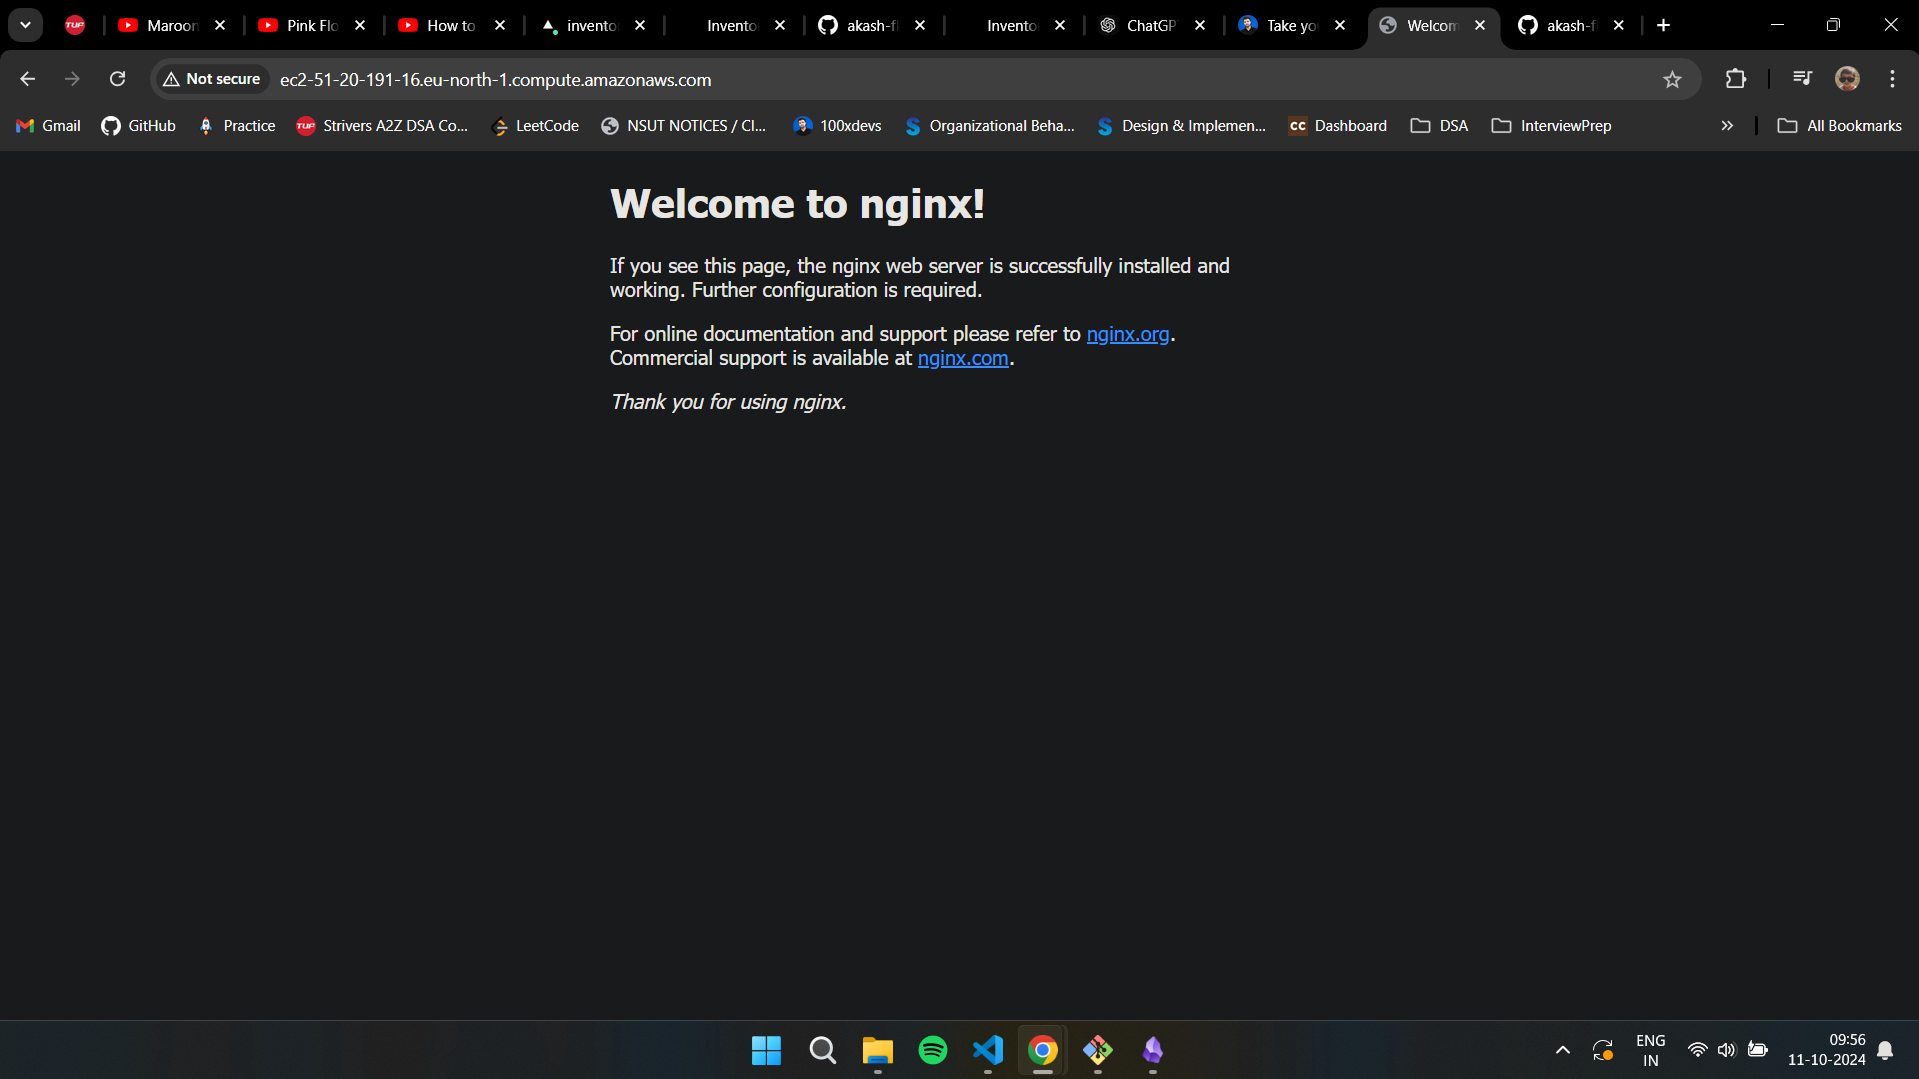 TUF
Maroon
Pink Flo
How to
invento
Invento
akash-f
Invento
ChatGP
Take yo
Welcom
akash-f
Not secure
ec2-51-20-191-16.eu-north-1.compute.amazonaws.com
Gmail
GitHub
Practice
TUF
Strivers A2Z DSA Co...
LeetCode
NSUT NOTICES / CI...
100xdevs
Organizational Beha...
Design & Implemen...
cc
Dashboard
DSA
InterviewPrep
All Bookmarks
Welcome to nginx!
If you see this page, the nginx web server is successfully installed and
working. Further configuration is required.
For online documentation and support please refer to nginx.org.
Commercial support is available at nginx.com.
Thank you for using nginx.
ENG
IN
09:56
11-10-2024